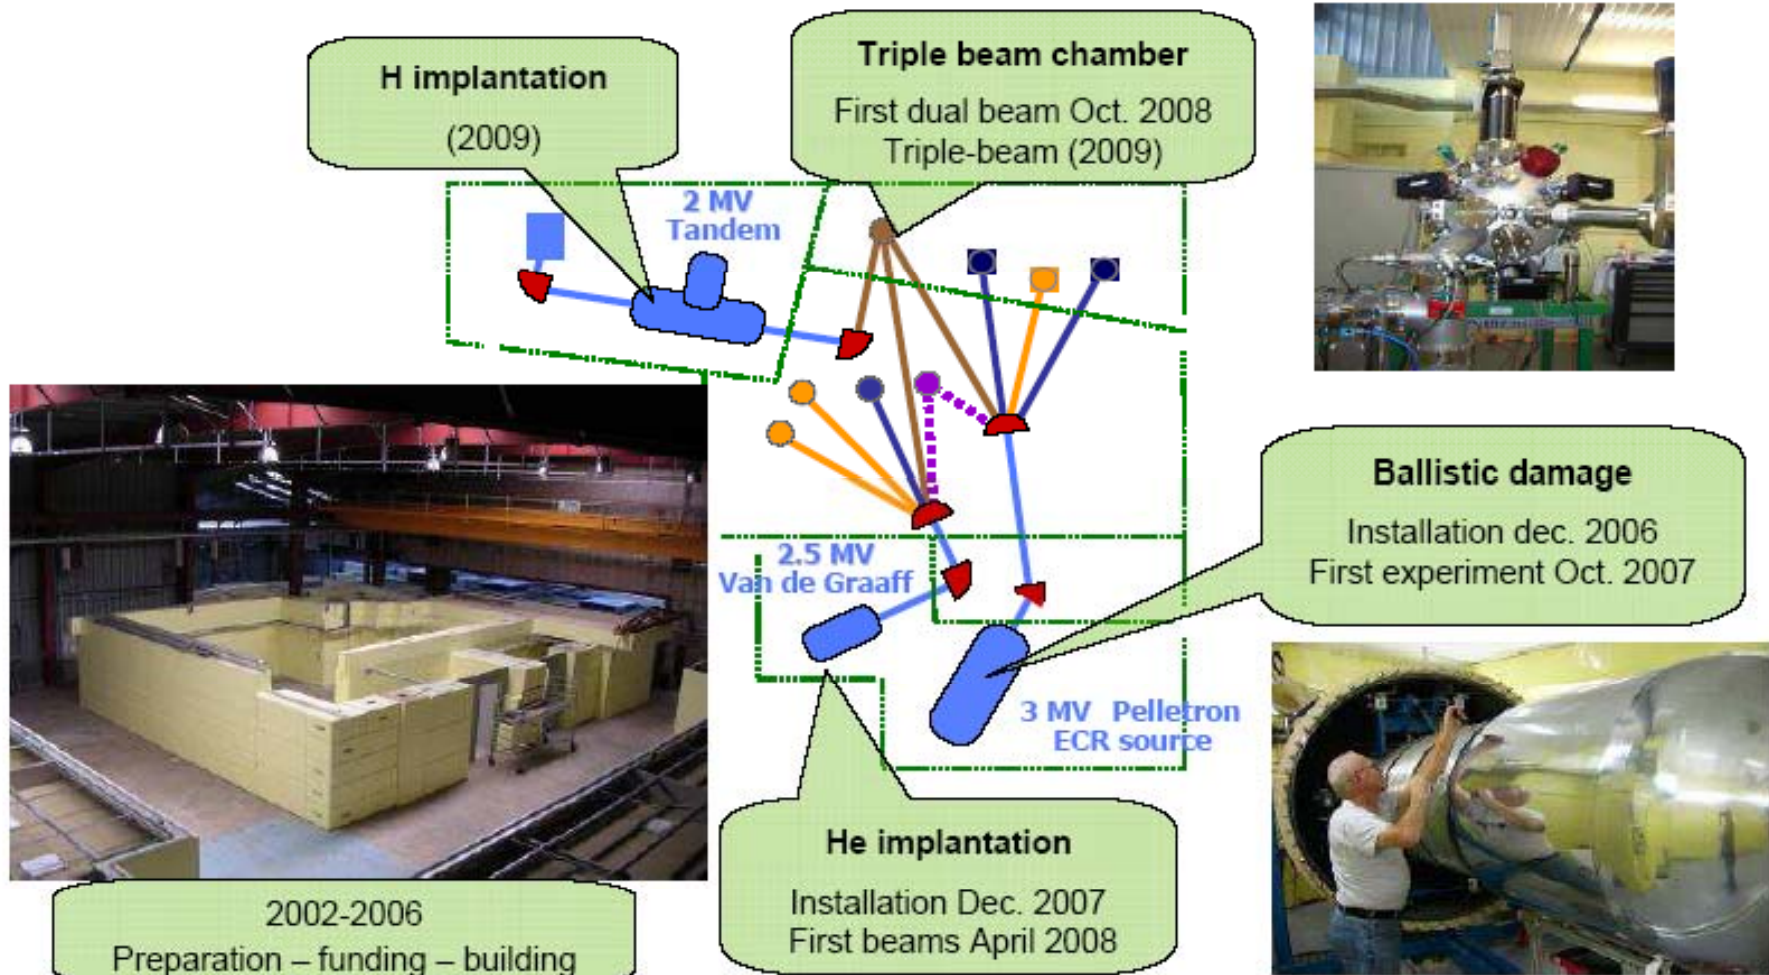 H implantation
(2009)
Triple beam chamber
First dual beam Oct. 2008
Triple-beam (2009)
2 MV
Tandem
Ballistic damage
Installation dec. 2006
First experiment Oct. 2007
2.5 MV
Van de Graaff
3 MV Pelletron
ECR source
He implantation
Installation Dec. 2007
First beams April 2008
2002-2006
Preparation – funding – building